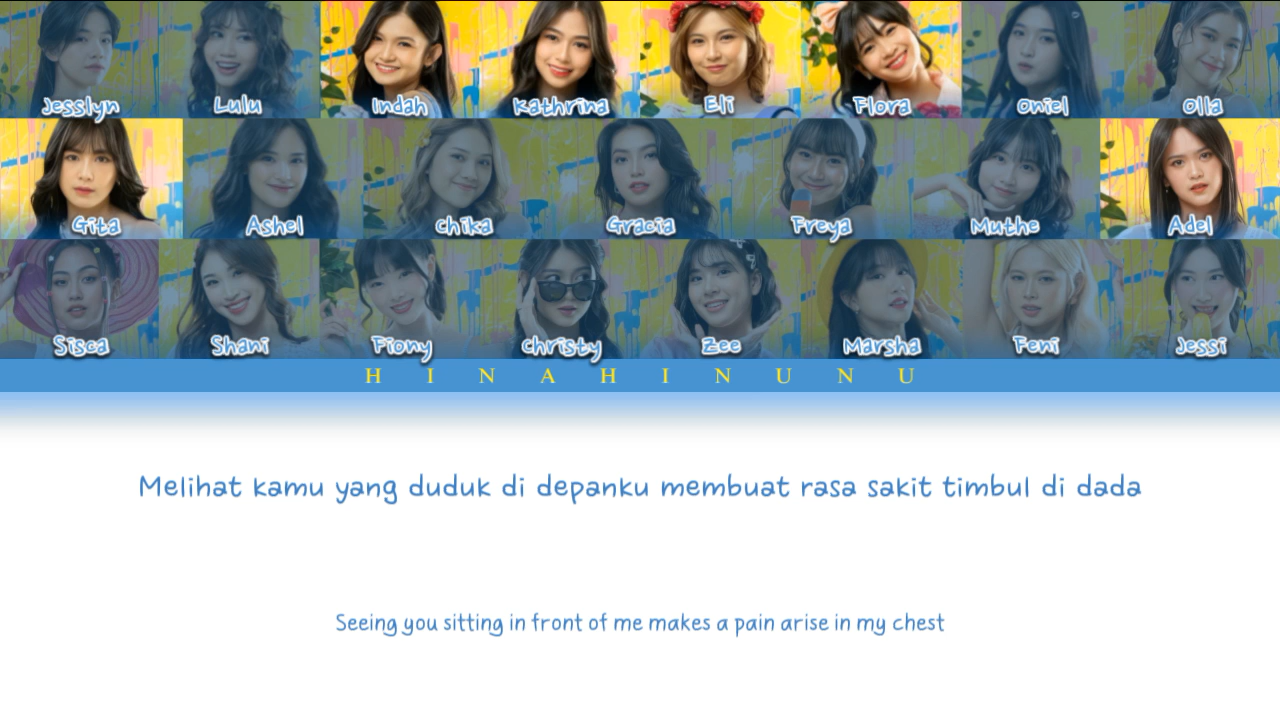 Jesslyn Lulu Indah Kathrina Eli Flora Oniel Olla
Gita Ashel Chika Gracia Freya Muthe Adel
Sisca Shani Fiony Christy Zee Marsha Feni Jessi
HINAHINUNU
Melihat kamu yang duduk di depanku membuat rasa sakit timbul di dada
Seeing you sitting in front of me makes a pain arise in my chest